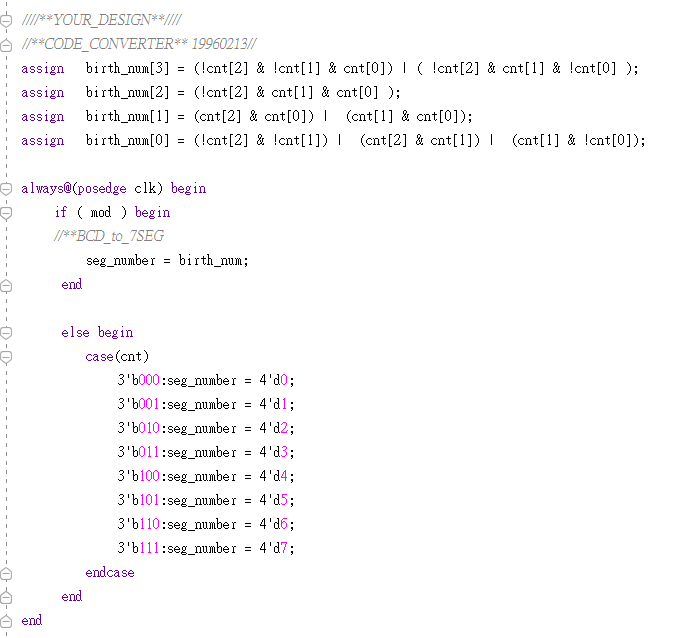 ////**YOUR_DESIGN**////
//**CODE_CONVERTER** 19960213//
assign birth_num[3] = (!cnt[2] & !cnt[1] & cnt[0]) | ( !cnt[2] & cnt[1] & !cnt[0] );
assign birth_num[2] = (!cnt[2] & cnt[1] & cnt[0] );
assign birth_num[1] = (cnt[2] & cnt[0]) | (cnt[1] & cnt[0]);
assign birth_num[0] = (!cnt[2] & !cnt[1]) | (cnt[2] & cnt[1]) | (cnt[1] & !cnt[0]);
always@(posedge clk) begin
if ( mod ) begin
//**BCD_to_7SEG
seg_number = birth_num;
end
else begin
case(cnt)
3'b000:seg_number = 4'd0;
3'b001:seg_number = 4'd1;
3'b010:seg_number = 4'd2;
3'b011:seg_number = 4'd3;
3'b100:seg_number = 4'd4;
3'b101:seg_number = 4'd5;
3'b110:seg_number = 4'd6;
3'b111:seg_number = 4'd7;
endcase
end
end